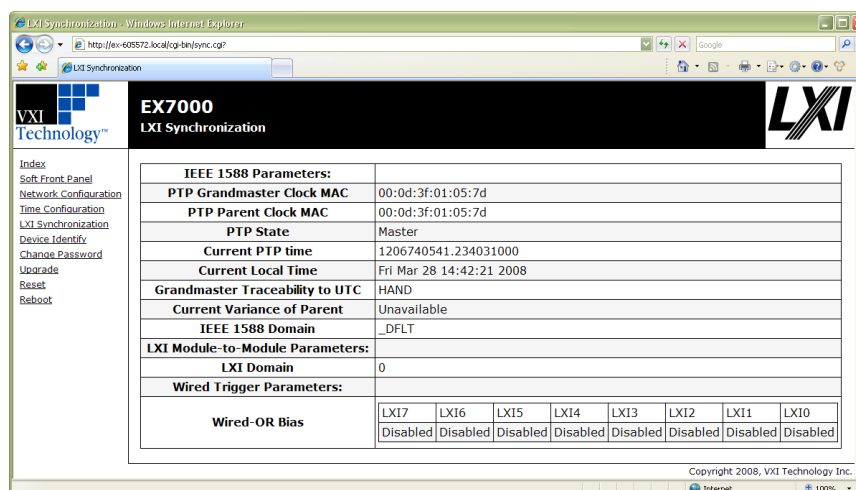 LXI Synchronization - Windows Internet Explorer
http://ex-605572.local/cgi-bin/sync.cgi?
Google
LXI Synchronization
VXI
Technology™
EX7000
LXI Synchronization
LXI
Index
Soft Front Panel
Network Configuration
Time Configuration
LXI Synchronization
Device Identify
Change Password
Upgrade
Reset
Reboot
IEEE 1588 Parameters:
PTP Grandmaster Clock MAC 00:0d:3f:01:05:7d
PTP Parent Clock MAC 00:0d:3f:01:05:7d
PTP State Master
Current PTP time 1206740541.234031000
Current Local Time Fri Mar 28 14:42:21 2008
Grandmaster Traceability to UTC HAND
Current Variance of Parent Unavailable
IEEE 1588 Domain _DFLT
LXI Module-to-Module Parameters:
LXI Domain 0
Wired Trigger Parameters:
Wired-OR Bias
LXI7 LXI6 LXI5 LXI4 LXI3 LXI2 LXI1 LXI0
Disabled Disabled Disabled Disabled Disabled Disabled Disabled Disabled
Copyright 2008, VXI Technology Inc.
Internet 100%